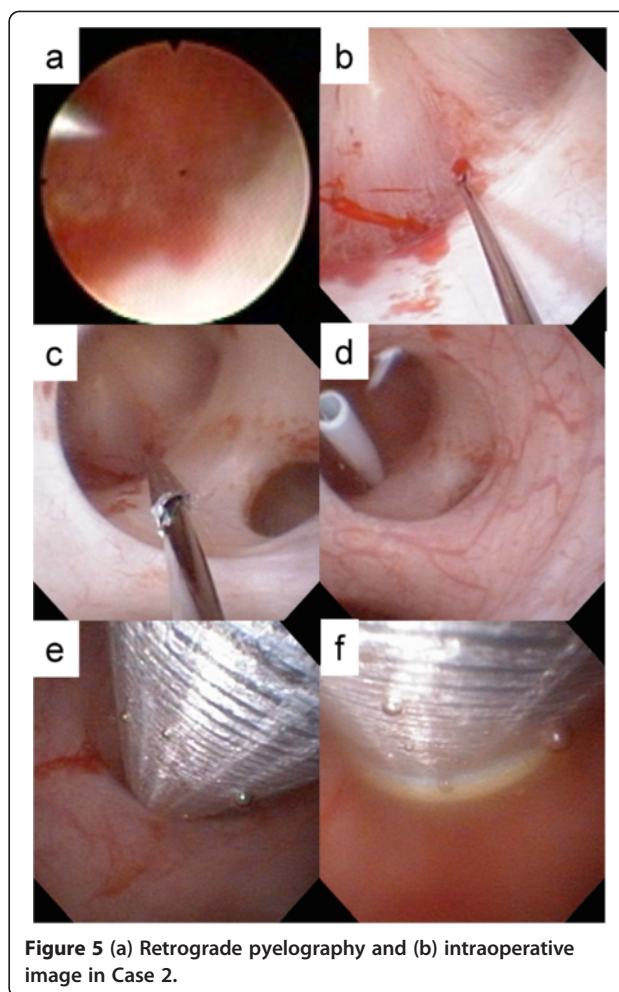 a
b
c
d
e
f
Figure 5 (a) Retrograde pyelography and (b) intraoperative
image in Case 2.